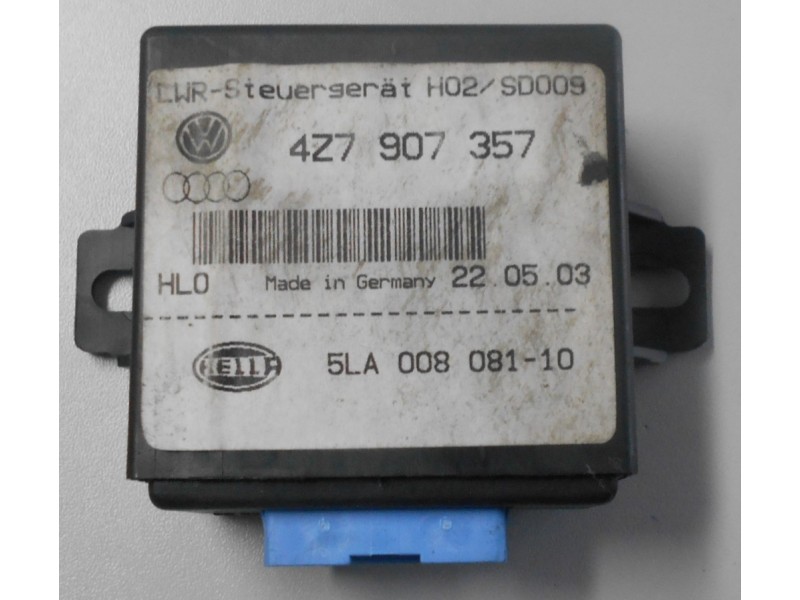 LWR-Steuergerät H02/SD009
4Z7 907 357
HLO Made in Germany 22.05.03
HELLA 5LA 008 081-10